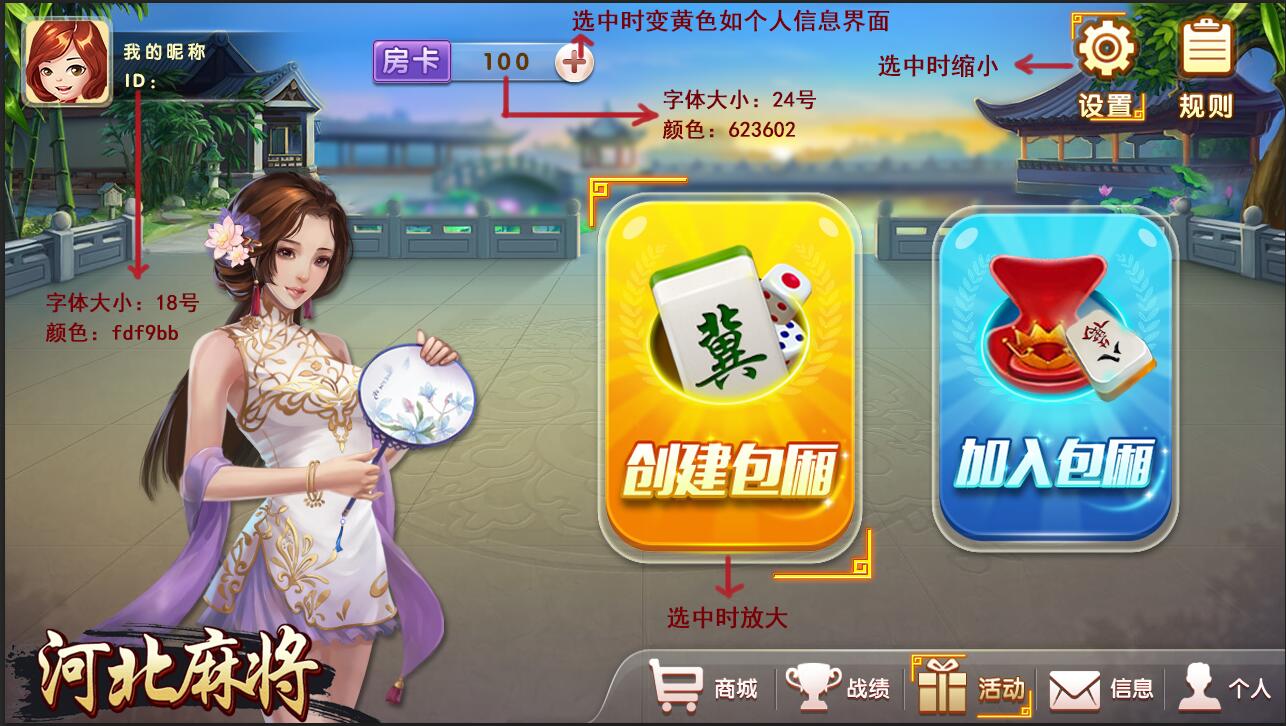 选中时变黄色如个人信息界面
我的昵称
ID：
房卡
100
选中时缩小
设置
规则
字体大小：24号
颜色：623602
字体大小：18号
颜色：fdf9bb
冀
發
创建包厢
加入包厢
选中时放大
河北麻将
商城
战绩
活动
信息
个人